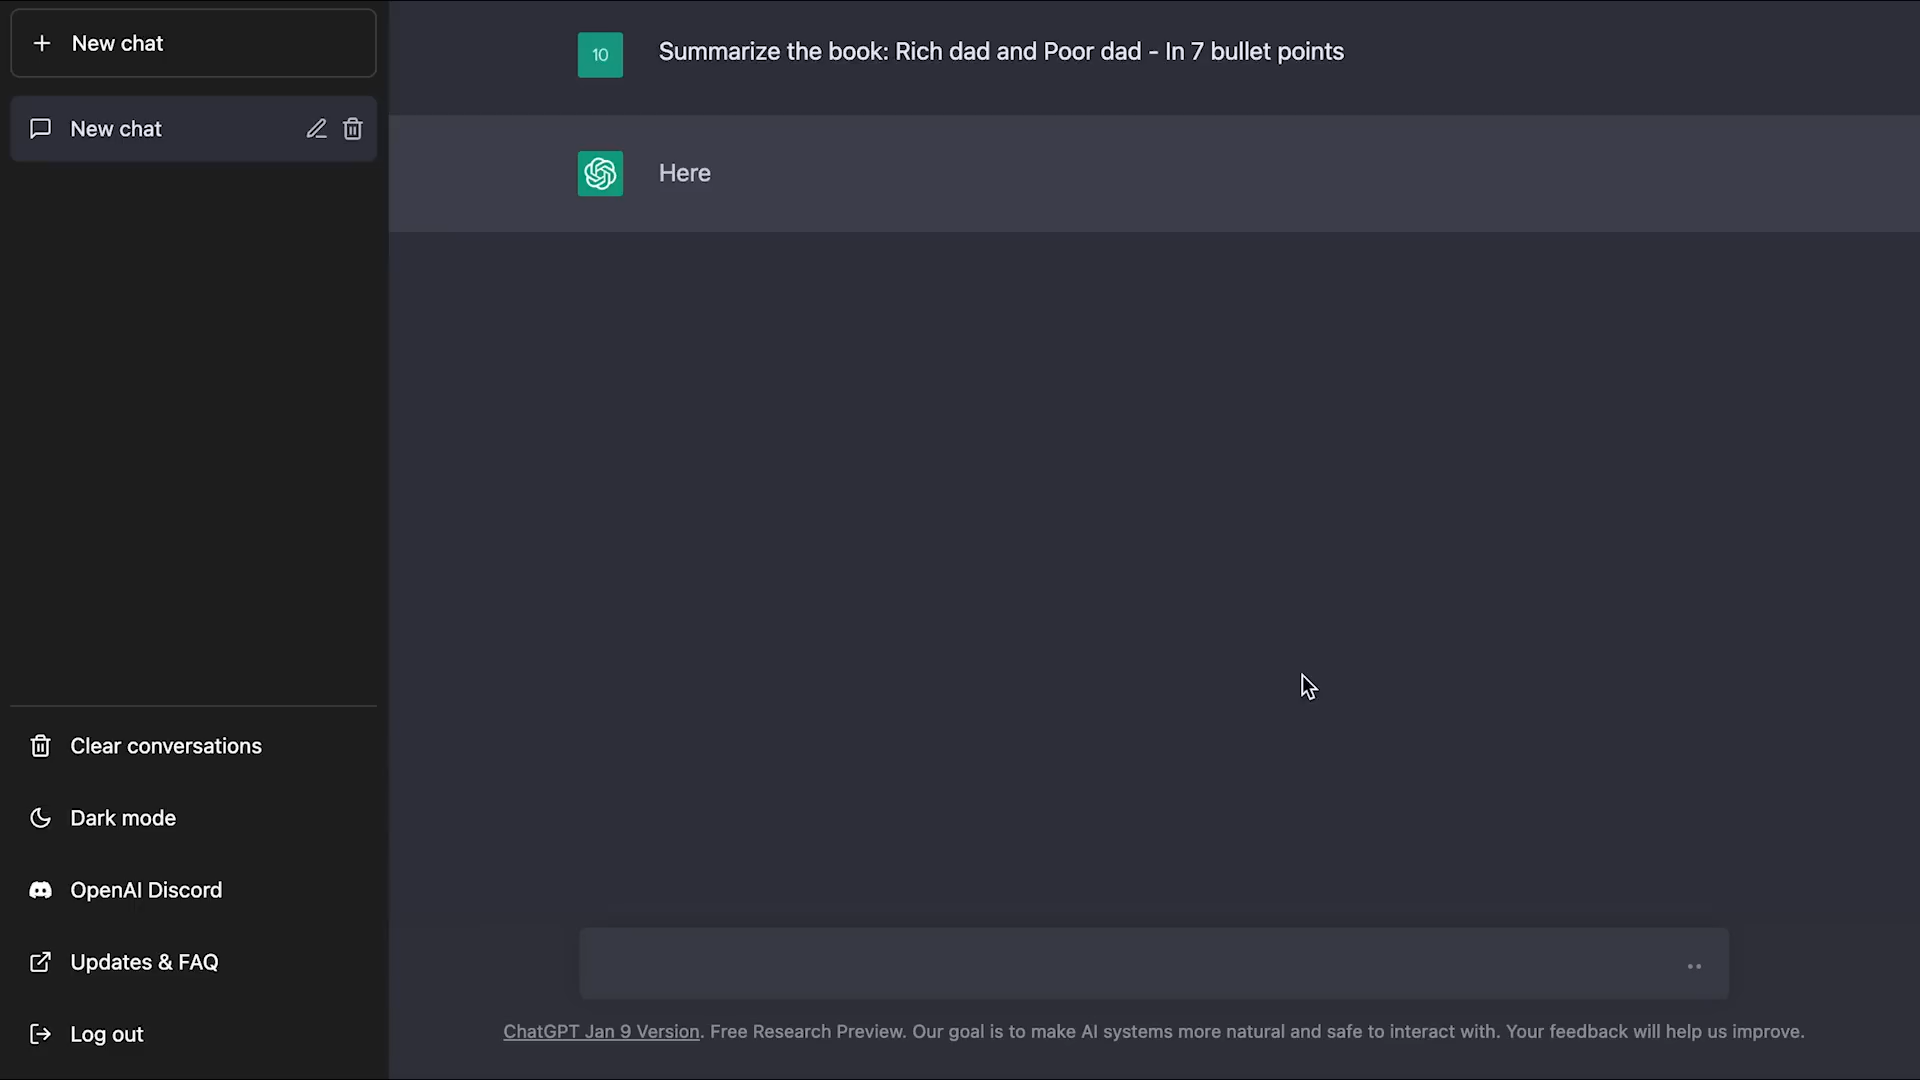 New chat
New chat
Clear conversations
Dark mode
OpenAI Discord
Updates & FAQ
Log out
10
Summarize the book: Rich dad and Poor dad - In 7 bullet points
Here
ChatGPT Jan 9 Version. Free Research Preview. Our goal is to make AI systems more natural and safe to interact with. Your feedback will help us improve.